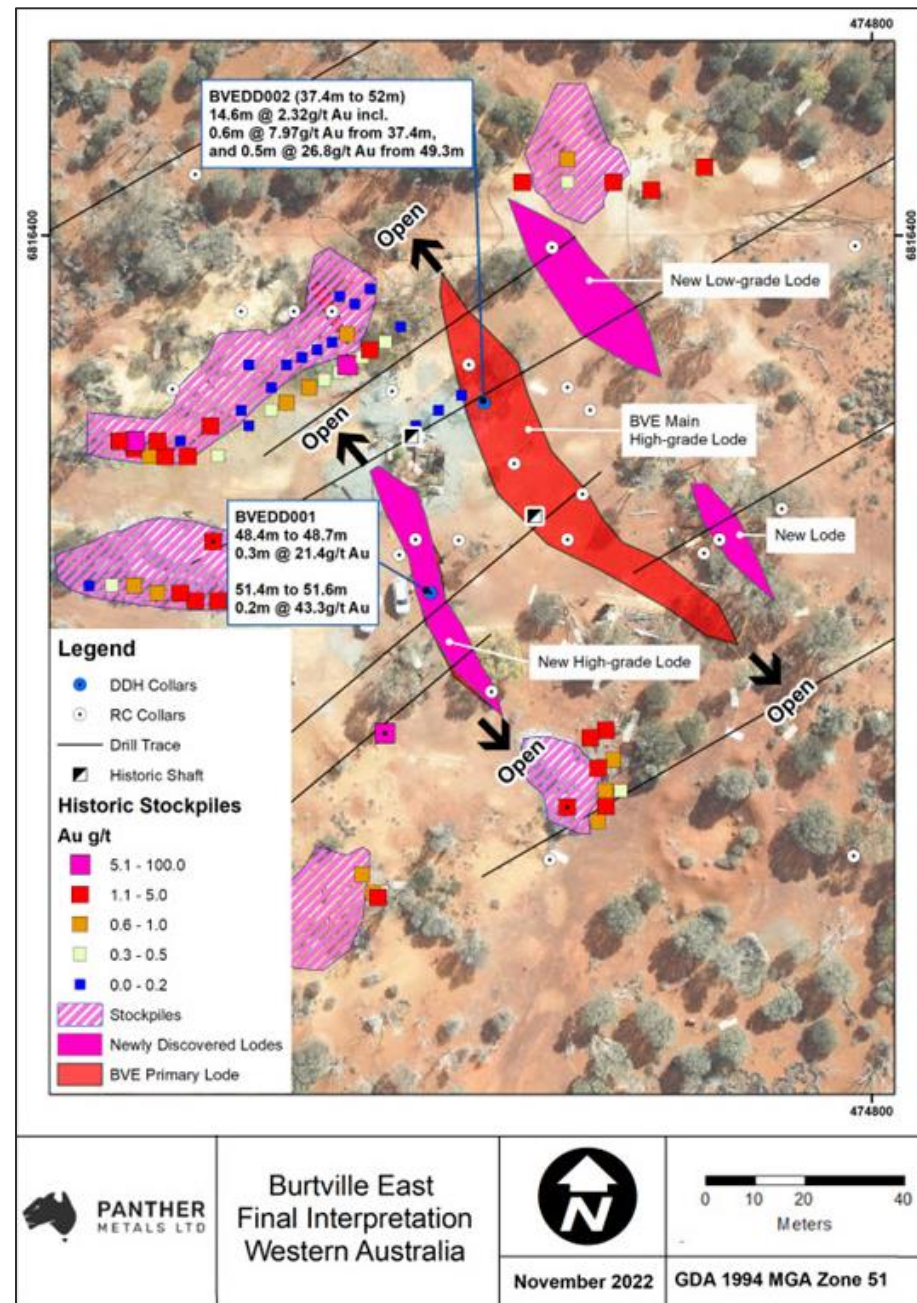 474800
BVEDD002 (37.4m to 52m)
14.6m @ 2.32g/t Au incl.
0.6m @ 7.97g/t Au from 37.4m,
and 0.5m @ 26.8g/t Au from 49.3m
6816400
6816400
Open
New Low-grade Lode
Open
BVE Main
High-grade Lode
BVEDD001
48.4m to 48.7m
0.3m @ 21.4g/t Au
51.4m to 51.6m
0.2m @ 43.3g/t Au
New Lode
New High-grade Lode
Open
Open
Legend
DDH Collars
RC Collars
Drill Trace
Historic Shaft
Historic Stockpiles
Au g/t
5.1 - 100.0
1.1 - 5.0
0.6 - 1.0
0.3 - 0.5
0.0 - 0.2
Stockpiles
Newly Discovered Lodes
BVE Primary Lode
474800
PANTHER
METALS LTD
Burtville East
Final Interpretation
Western Australia
N
November 2022
0 10 20 40
Meters
GDA 1994 MGA Zone 51